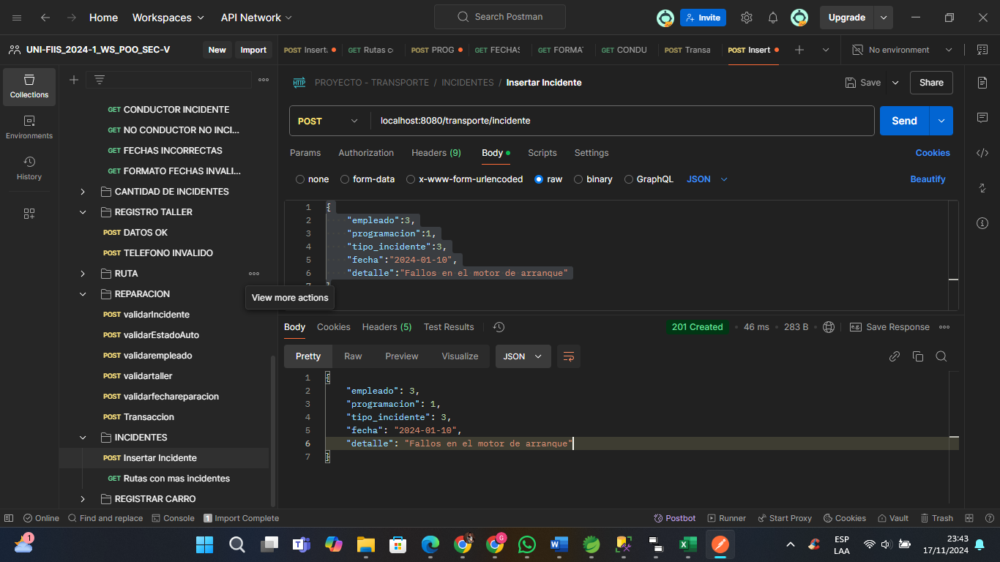 Home Workspaces API Network Search Postman Invite Upgrade
UNI-FIIS_2024-1_WS_POO_SEC-V New Import
POST Insert. GET Rutas c POST PROG GET FECHAS GET FORMAT GET CONDU POST Transa POST Insert No environment
Collections
Environments
History
GET CONDUCTOR INCIDENTE
GET NO CONDUCTOR NO INCI...
GET FECHAS INCORRECTAS
GET FORMATO FECHAS INVALI...
CANTIDAD DE INCIDENTES
REGISTRO TALLER
POST DATOS OK
POST TELEFONO INVALIDO
RUTA
View more actions
REPARACION
POST validarIncidente
POST validarEstadoAuto
POST validarempleado
POST validartaller
POST validarfechareparacion
POST Transaccion
INCIDENTES
POST Insertar Incidente
GET Rutas con mas incidentes
REGISTRAR CARRO
HTTP PROYECTO - TRANSPORTE / INCIDENTES / Insertar Incidente Save Share
POST localhost:8080/transporte/incidente Send
Params Authorization Headers (9) Body Scripts Settings Cookies
none form-data x-www-form-urlencoded raw binary GraphQL JSON Beautify
1 {
2 "empleado":3,
3 "programacion":1,
4 "tipo_incidente":3,
5 "fecha":"2024-01-10",
6 "detalle":"Fallos en el motor de arranque"
7 }
Body Cookies Headers (5) Test Results 201 Created 46 ms 283 B e.g. Save Response
Pretty Raw Preview Visualize JSON
1 {
2 "empleado": 3,
3 "programacion": 1,
4 "tipo_incidente": 3,
5 "fecha": "2024-01-10",
6 "detalle": "Fallos en el motor de arranque"
7 }
Online Find and replace Console 1 Import Complete Postbot Runner Start Proxy Cookies Vault Trash
1 G ESP LAA 23:43
17/11/2024